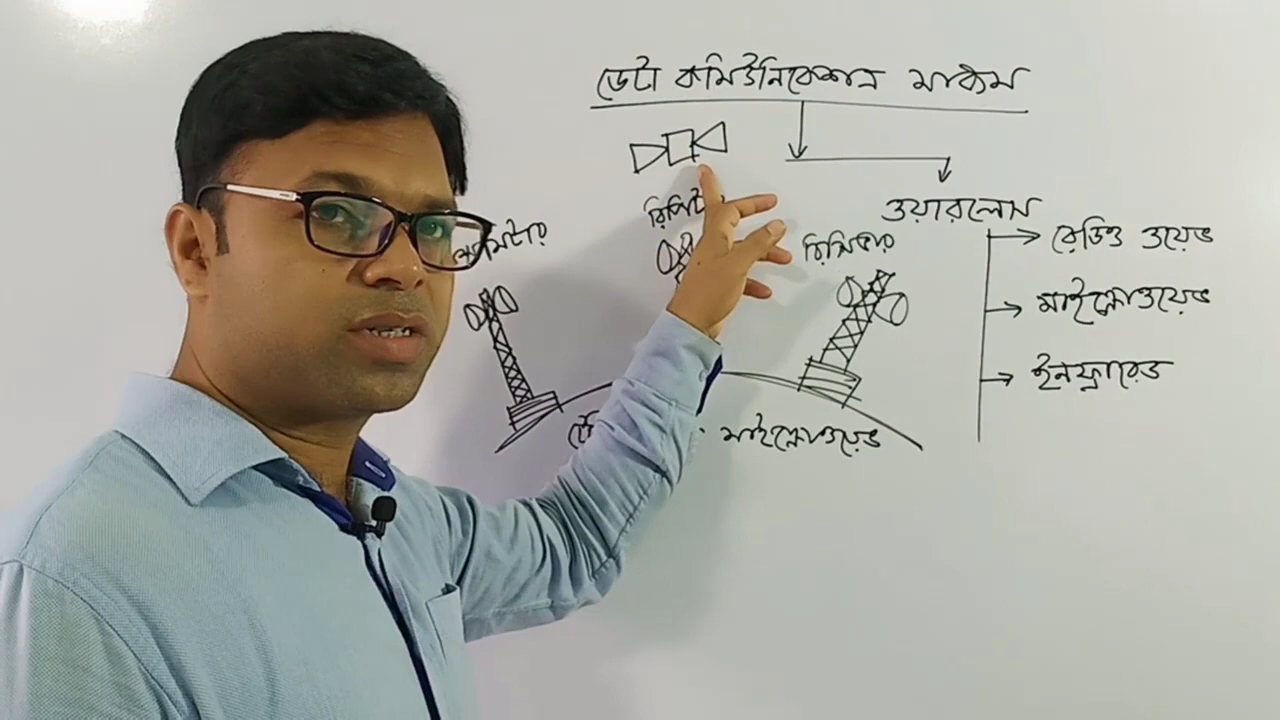 ডেটা কমিউনিকেশন মাধ্যম
ওয়ারলেস
রিসিভার
রেডিও ওয়েভ
মাইক্রোওয়েভ
ইনফ্রারেড
মাইক্রোওয়েভ